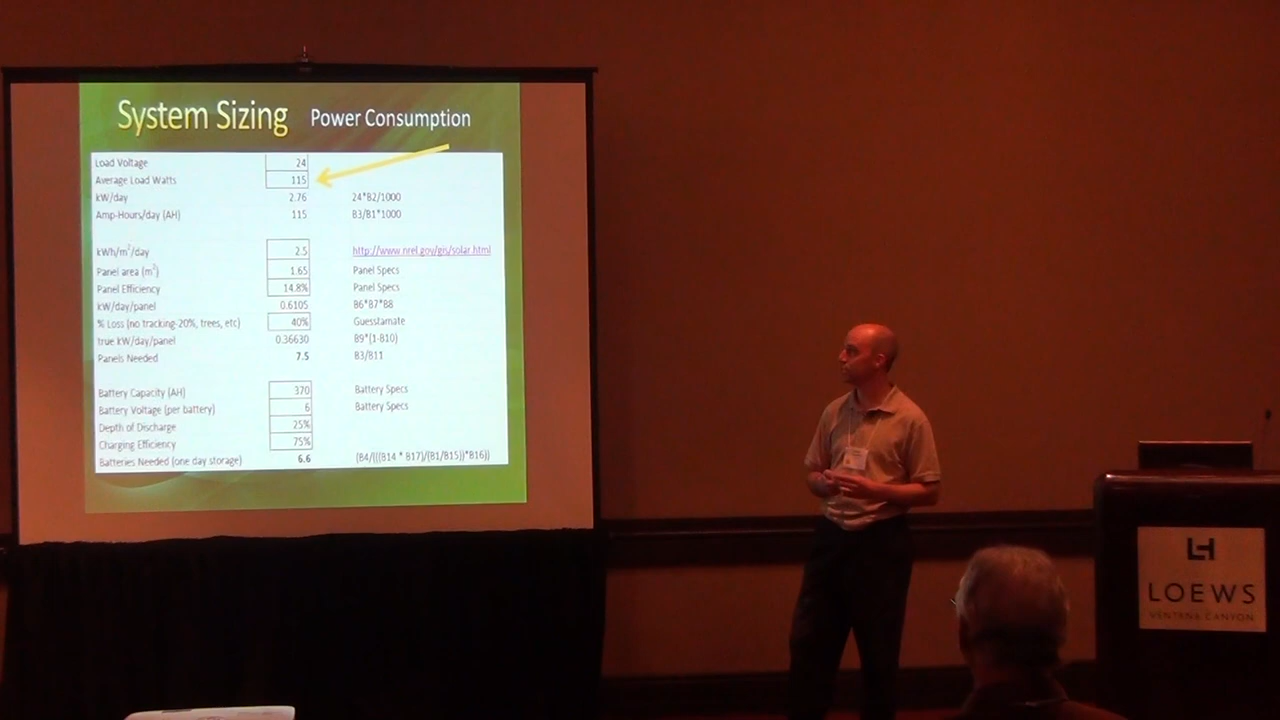 System Sizing Power Consumption
Load Voltage 24
Average Load Watts 115
kW/day 2.76 24*B2/1000
Amp-Hours/day (AH) 115 B3/B1*1000
kWh/m²/day 2.5 http://www.nrel.gov/gis/solar.html
Panel area (m²) 1.65 Panel Specs
Panel Efficiency 14.8% Panel Specs
kW/day/panel 0.6105 B6*B7*B8
% Loss (no tracking-20%, trees, etc) 40% Guesstamate
true kW/day/panel 0.36630 B9*(1-B10)
Panels Needed 7.5 B3/B11
Battery Capacity (AH) 370 Battery Specs
Battery Voltage (per battery) 6 Battery Specs
Depth of Discharge 25%
Charging Efficiency 75%
Batteries Needed (one day storage) 6.6 (B4/(((B14 * B17)/(B1/B15))*B16))
LOEWS
VENTANA CANYON